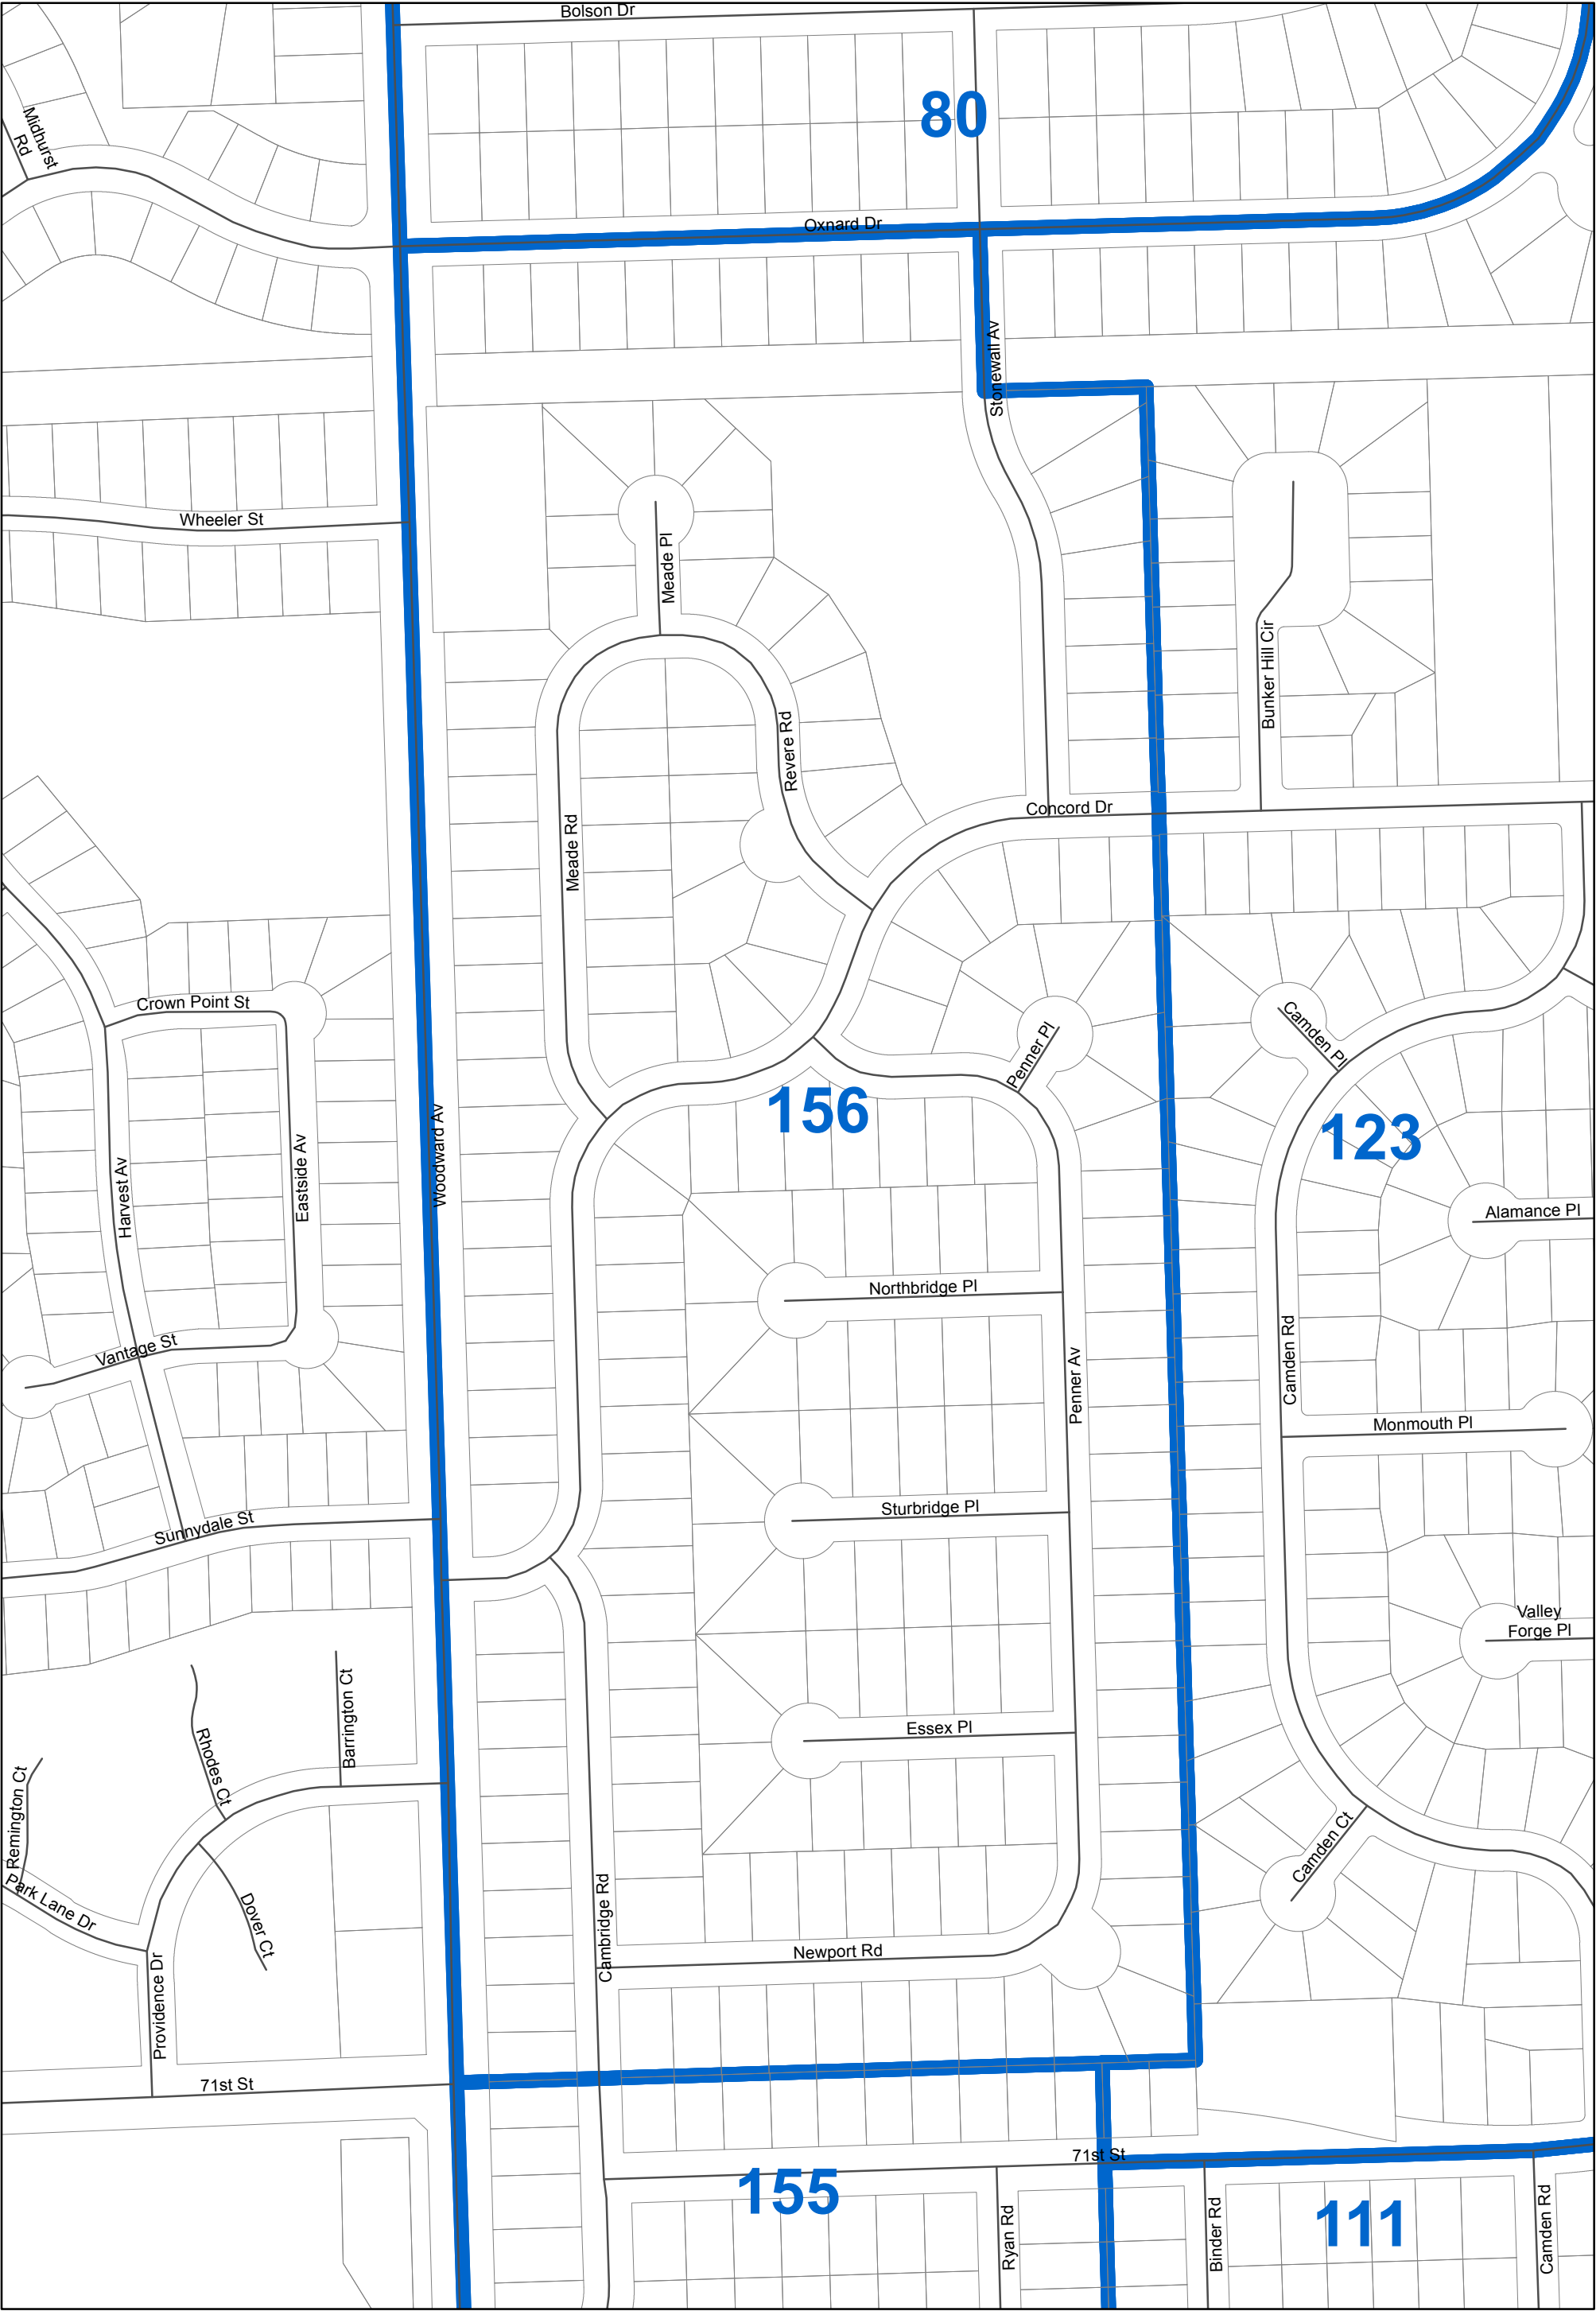 Bolson Dr
80
Midhurst
Rd
Oxnard Dr
Stonewall Av
Wheeler St
Meade Pl
Bunker Hill Cir
Revere Rd
Concord Dr
Meade Rd
Crown Point St
Camden Pl
Penner Pl
156
123
Woodward Av
Harvest Av
Eastside Av
Alamance Pl
Northbridge Pl
Vantage St
Penner Av
Camden Rd
Monmouth Pl
Sturbridge Pl
Sunnydale St
Valley
Forge Pl
Barrington Ct
Rhodes Ct
Essex Pl
Remington Ct
Camden Ct
Park Lane Dr
Dover Ct
Cambridge Rd
Newport Rd
Providence Dr
71st St
71st St
155
111
Ryan Rd
Binder Rd
Camden Rd